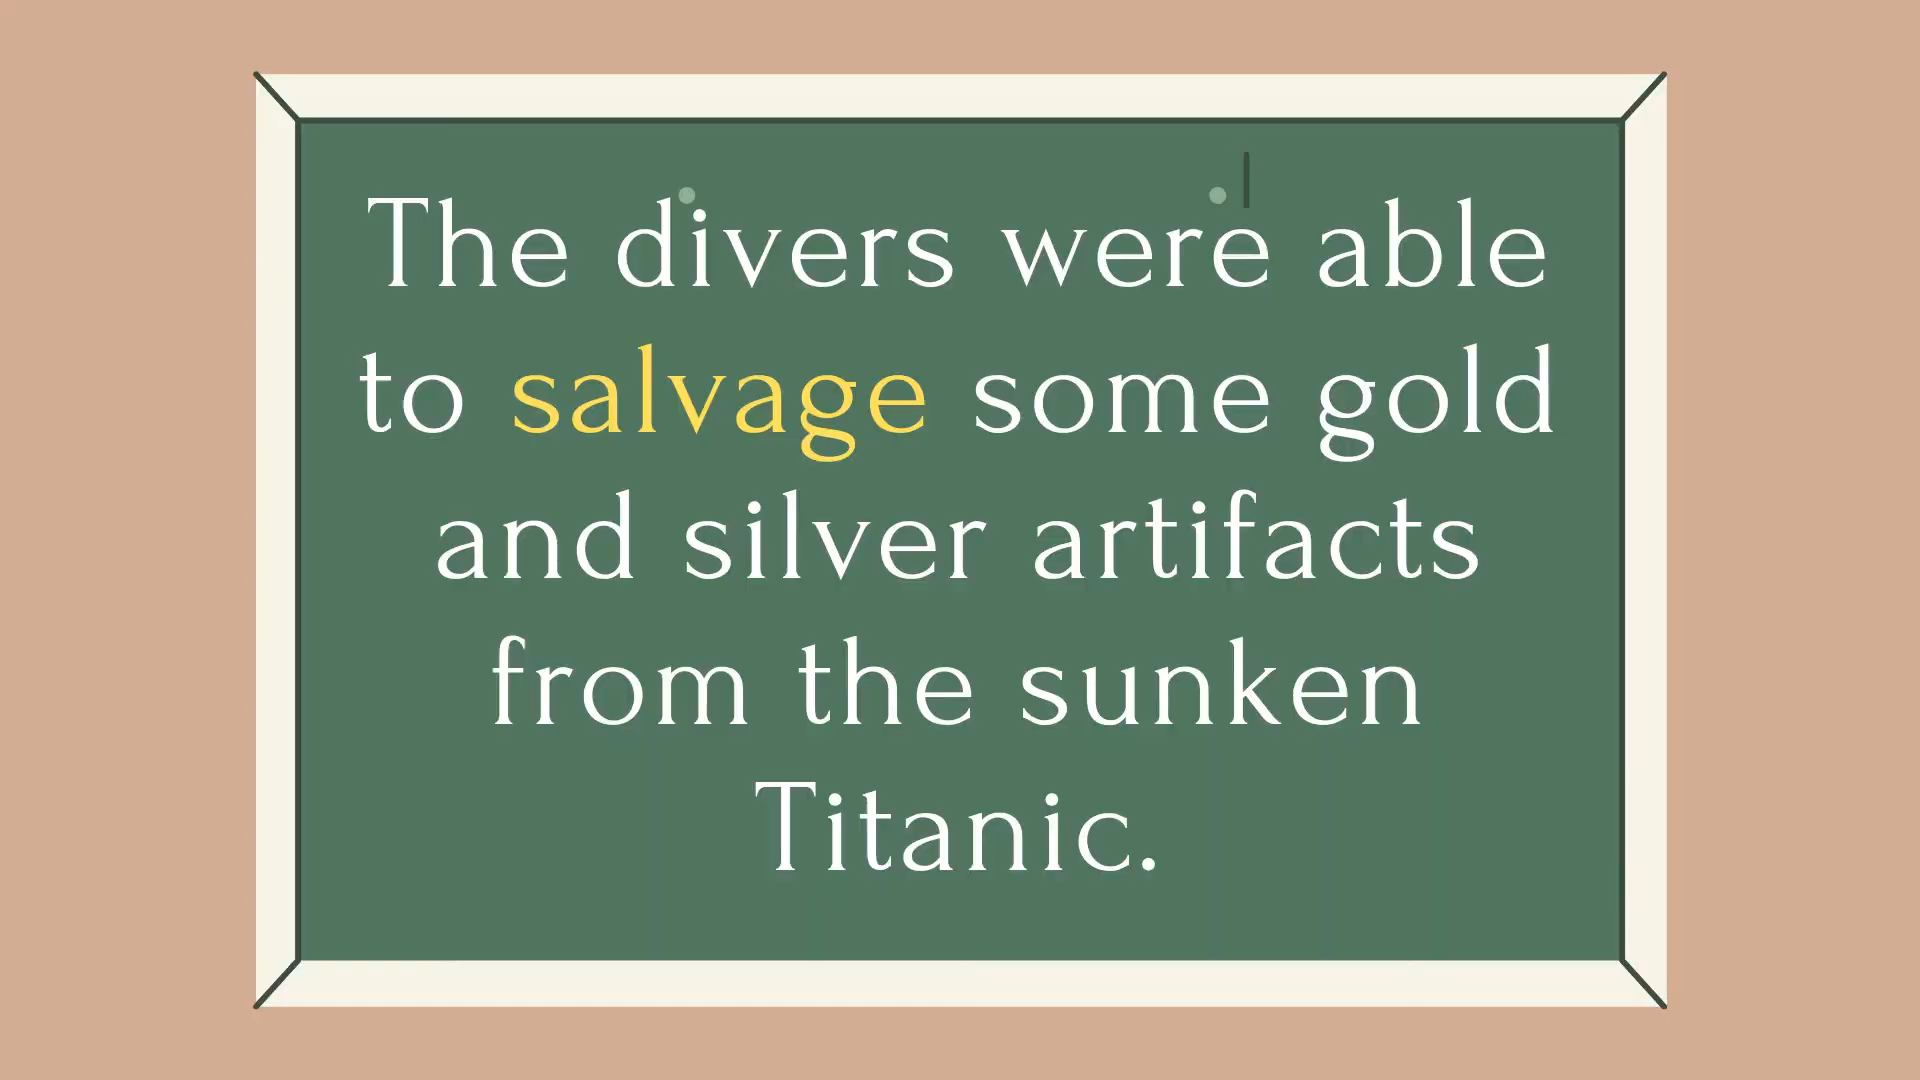 The divers were able
to salvage some gold
and silver artifacts
from the sunken
Titanic.